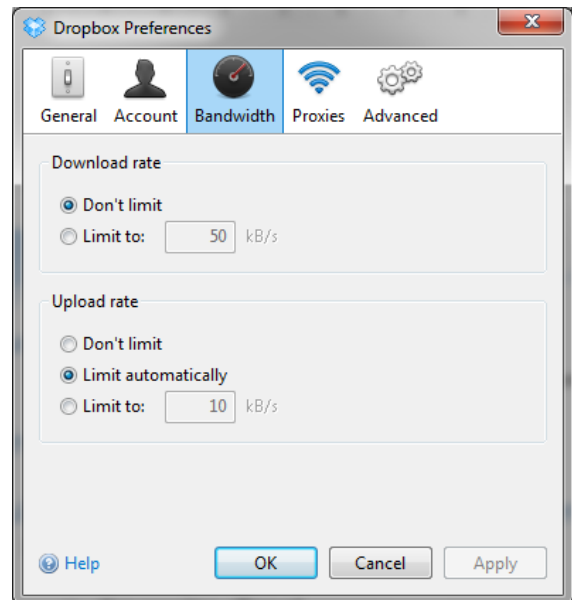 Dropbox Preferences
General Account Bandwidth Proxies Advanced
Download rate
Don't limit
Limit to: 50 kB/s
Upload rate
Don't limit
Limit automatically
Limit to: 10 kB/s
Help OK Cancel Apply